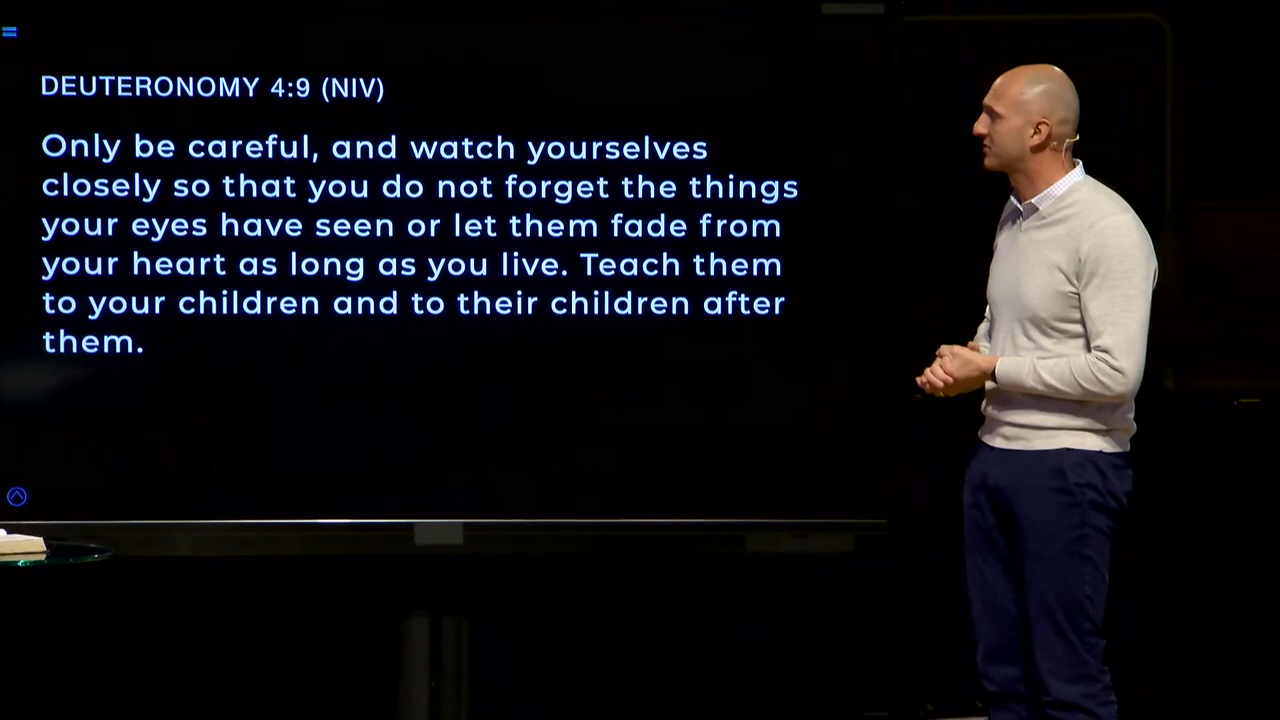 DEUTERONOMY 4:9 (NIV)
Only be careful, and watch yourselves
closely so that you do not forget the things
your eyes have seen or let them fade from
your heart as long as you live. Teach them
to your children and to their children after
them.